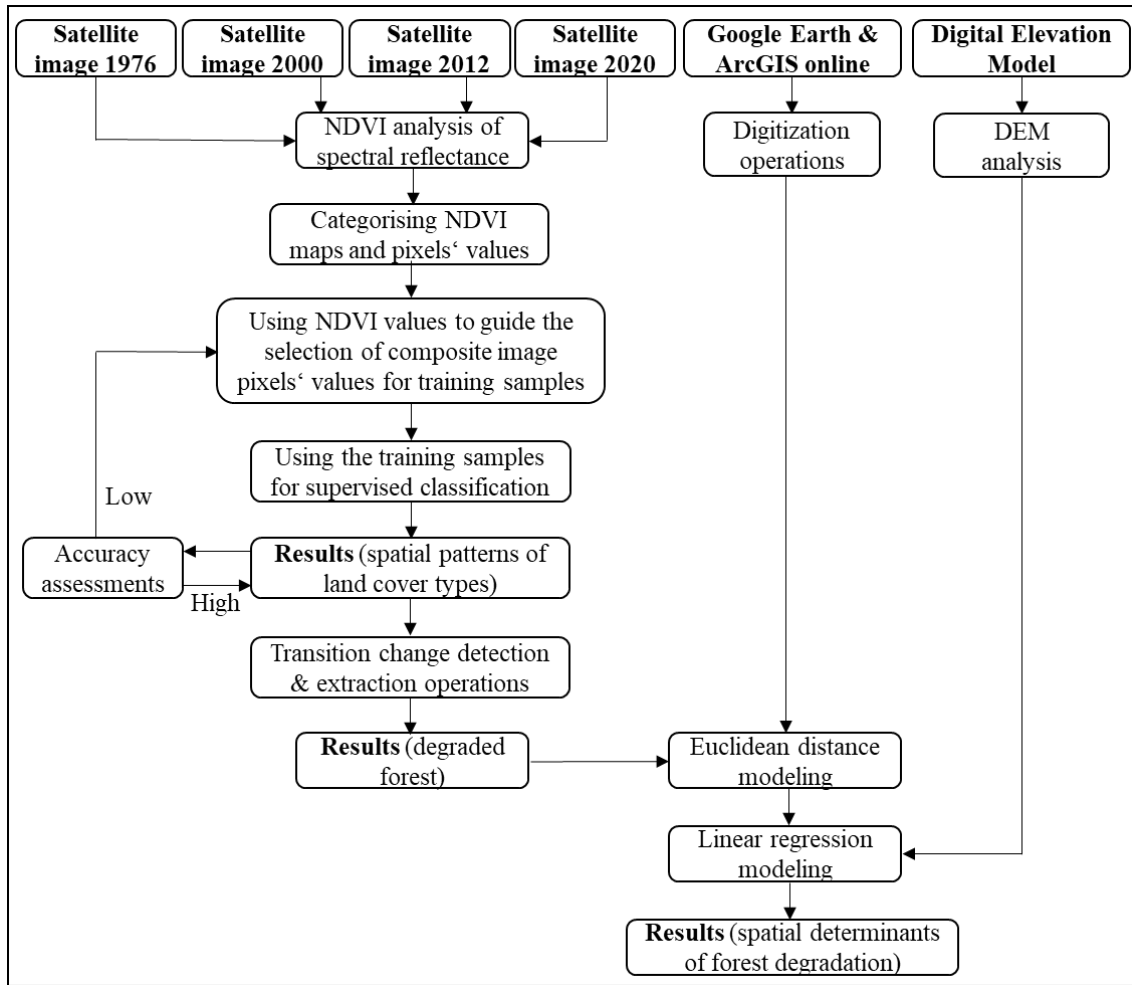 Satellite
image 1976
Satellite
image 2000
Satellite
image 2012
Satellite
image 2020
Google Earth &
ArcGIS online
Digital Elevation
Model
NDVI analysis of
spectral reflectance
Digitization
operations
DEM
analysis
Categorising NDVI
maps and pixels‘ values
Using NDVI values to guide the
selection of composite image
pixels‘ values for training samples
Using the training samples
for supervised classification
Low
Accuracy
assessments
High
Results (spatial patterns of
land cover types)
Transition change detection
& extraction operations
Results (degraded
forest)
Euclidean distance
modeling
Linear regression
modeling
Results (spatial determinants
of forest degradation)